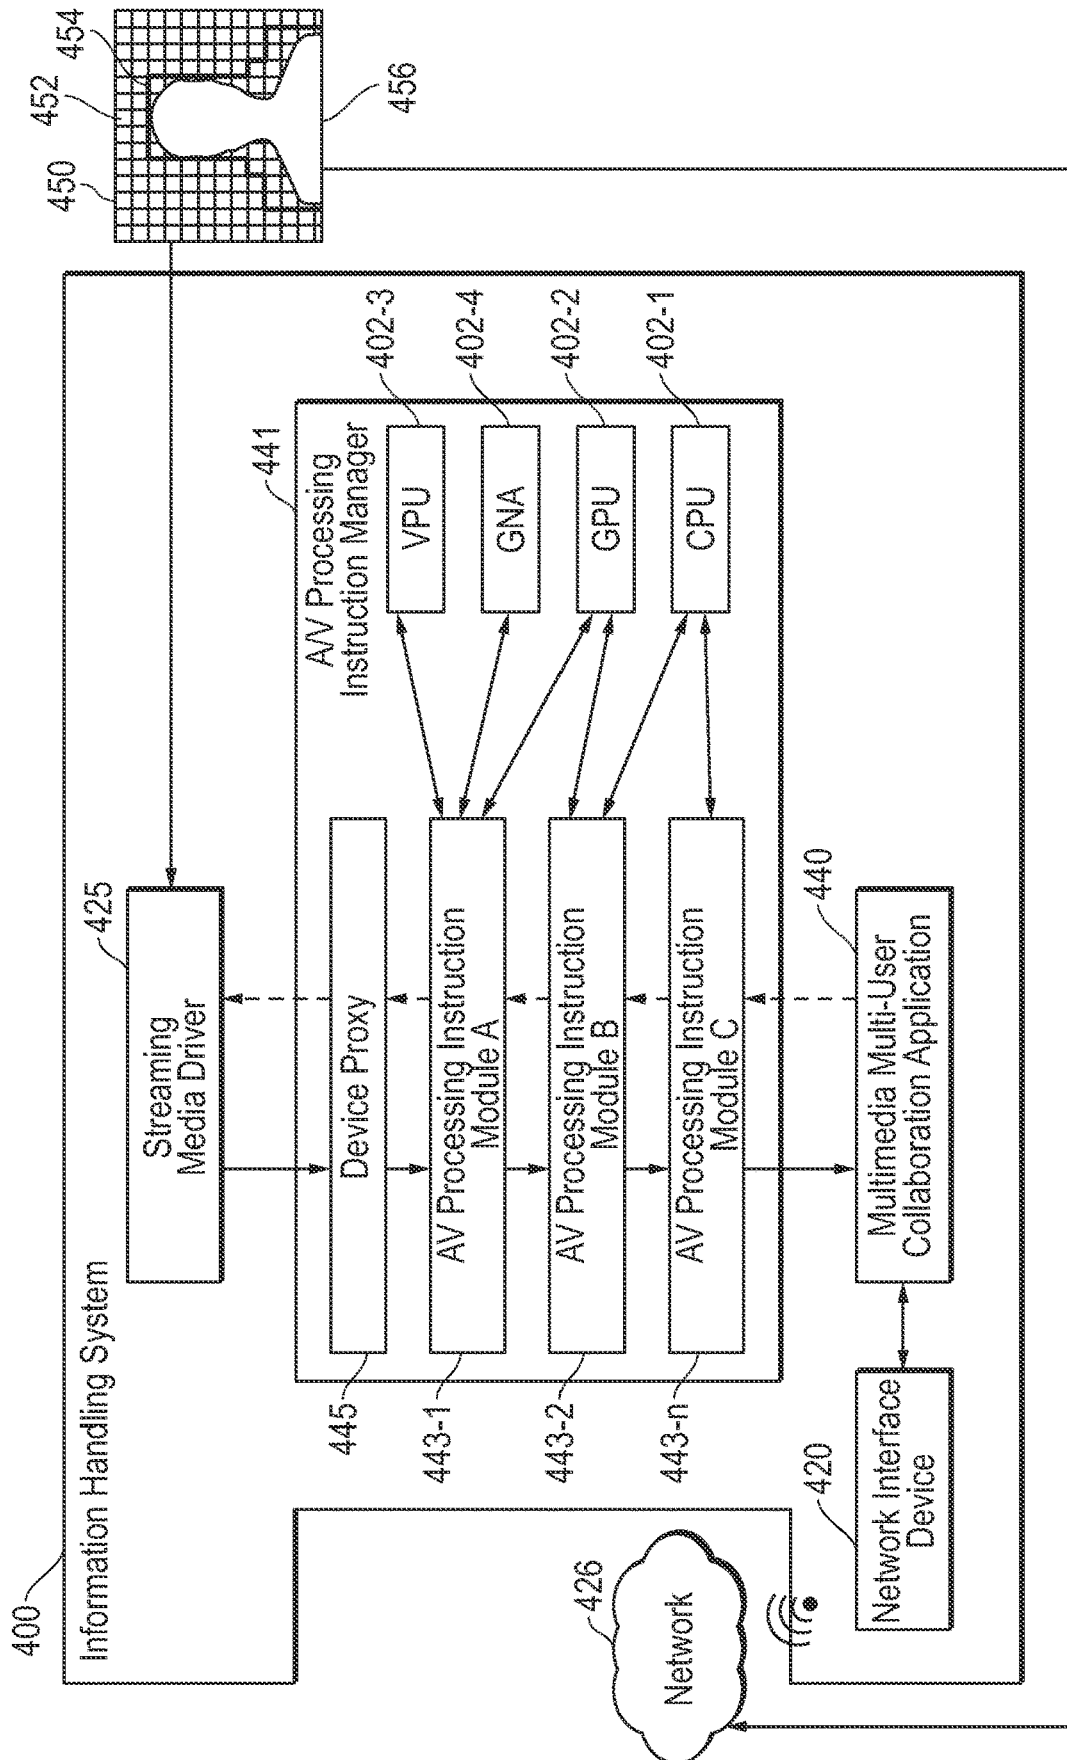 400
Information Handling System
425
Streaming
Media Driver
450
452
454
456
441
A/V Processing
Instruction Manager
445
Device Proxy
443-1
AV Processing Instruction
Module A
443-2
AV Processing Instruction
Module B
443-n
AV Processing Instruction
Module C
VPU
402-3
GNA
402-4
GPU
402-2
CPU
402-1
426
Network
420
Network Interface
Device
440
Multimedia Multi-User
Collaboration Application